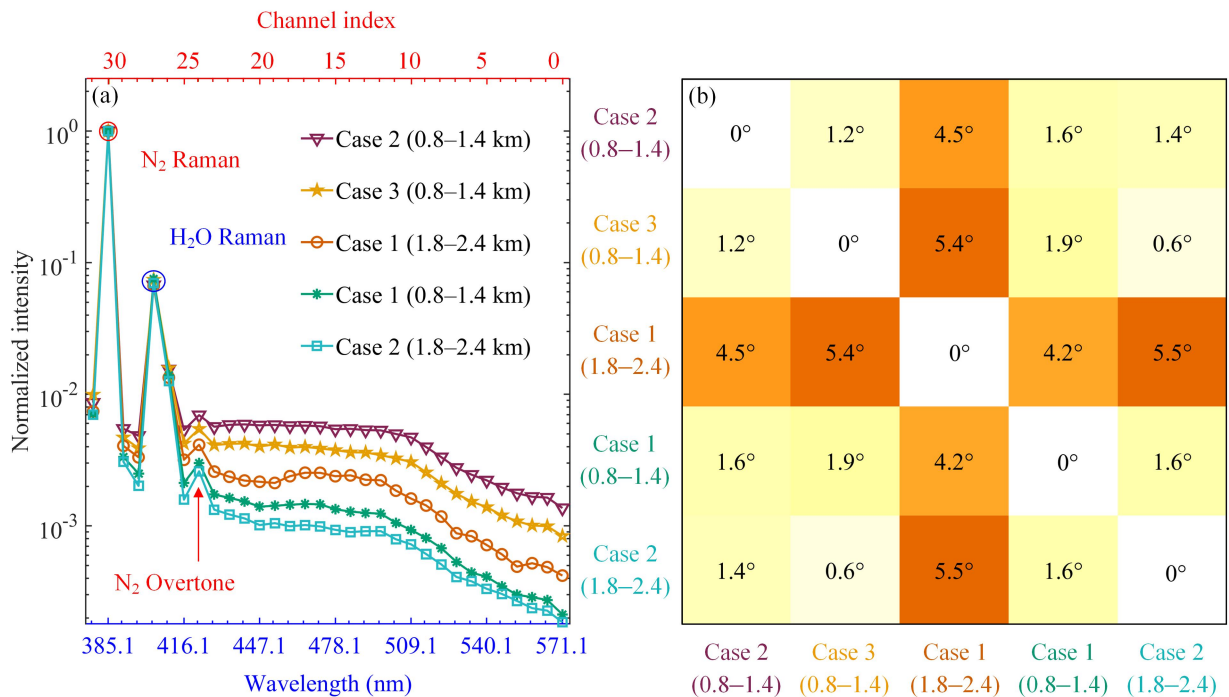 Channel index
30 25 20 15 10 5 0
(a)
10⁰
10⁻¹
10⁻²
10⁻³
Normalized intensity
N₂ Raman
H₂O Raman
N₂ Overtone
Case 2 (0.8–1.4 km)
Case 3 (0.8–1.4 km)
Case 1 (1.8–2.4 km)
Case 1 (0.8–1.4 km)
Case 2 (1.8–2.4 km)
385.1 416.1 447.1 478.1 509.1 540.1 571.1
Wavelength (nm)
(b)
Case 2
(0.8–1.4)
0° 1.2° 4.5° 1.6° 1.4°
Case 3
(0.8–1.4)
1.2° 0° 5.4° 1.9° 0.6°
Case 1
(1.8–2.4)
4.5° 5.4° 0° 4.2° 5.5°
Case 1
(0.8–1.4)
1.6° 1.9° 4.2° 0° 1.6°
Case 2
(1.8–2.4)
1.4° 0.6° 5.5° 1.6° 0°
Case 2 Case 3 Case 1 Case 1 Case 2
(0.8–1.4) (0.8–1.4) (1.8–2.4) (0.8–1.4) (1.8–2.4)